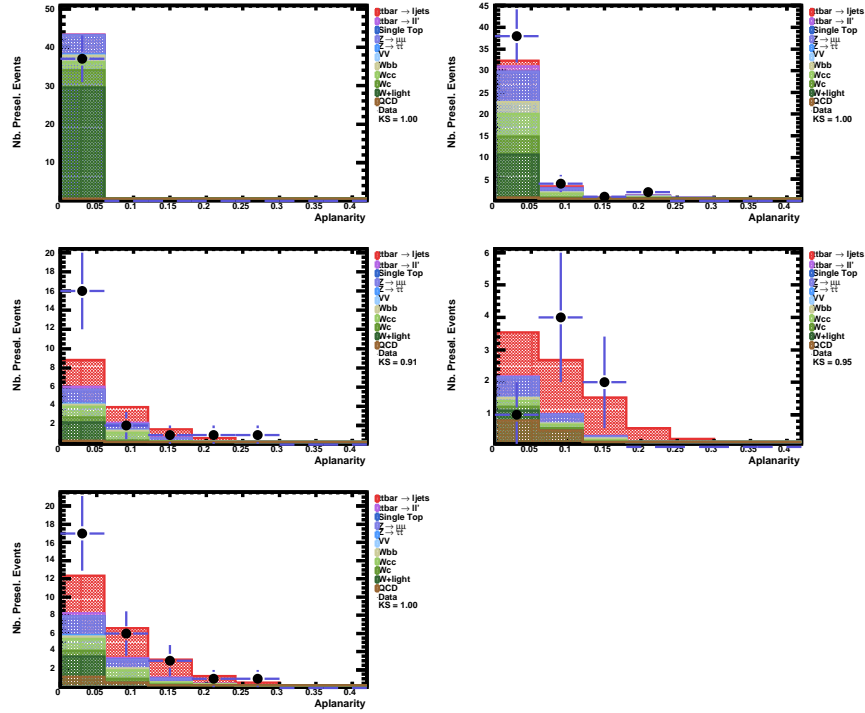 Nb. Presel. Events
50
40
30
20
10
0 0.05 0.1 0.15 0.2 0.25 0.3 0.35 0.4
Aplanarity
ttbar → ljets
ttbar → ll'
Single Top
Z → μμ
Z → ττ
VV
Wbb
Wcc
Wc
W+light
QCD
Data
KS = 1.00
Nb. Presel. Events
45
40
35
30
25
20
15
10
5
0 0.05 0.1 0.15 0.2 0.25 0.3 0.35 0.4
Aplanarity
ttbar → ljets
ttbar → ll'
Single Top
Z → μμ
Z → ττ
VV
Wbb
Wcc
Wc
W+light
QCD
Data
KS = 1.00
Nb. Presel. Events
20
18
16
14
12
10
8
6
4
2
0 0.05 0.1 0.15 0.2 0.25 0.3 0.35 0.4
Aplanarity
ttbar → ljets
ttbar → ll'
Single Top
Z → μμ
Z → ττ
VV
Wbb
Wcc
Wc
W+light
QCD
Data
KS = 0.91
Nb. Presel. Events
6
5
4
3
2
1
0 0.05 0.1 0.15 0.2 0.25 0.3 0.35 0.4
Aplanarity
ttbar → ljets
ttbar → ll'
Single Top
Z → μμ
Z → ττ
VV
Wbb
Wcc
Wc
W+light
QCD
Data
KS = 0.95
Nb. Presel. Events
20
18
16
14
12
10
8
6
4
2
0 0.05 0.1 0.15 0.2 0.25 0.3 0.35 0.4
Aplanarity
ttbar → ljets
ttbar → ll'
Single Top
Z → μμ
Z → ττ
VV
Wbb
Wcc
Wc
W+light
QCD
Data
KS = 1.00